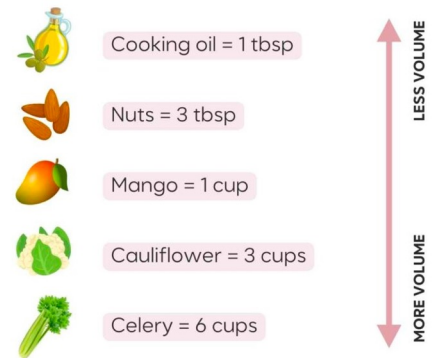 Cooking oil = 1 tbsp
Nuts = 3 tbsp
Mango = 1 cup
Cauliflower = 3 cups
Celery = 6 cups
LESS VOLUME
MORE VOLUME